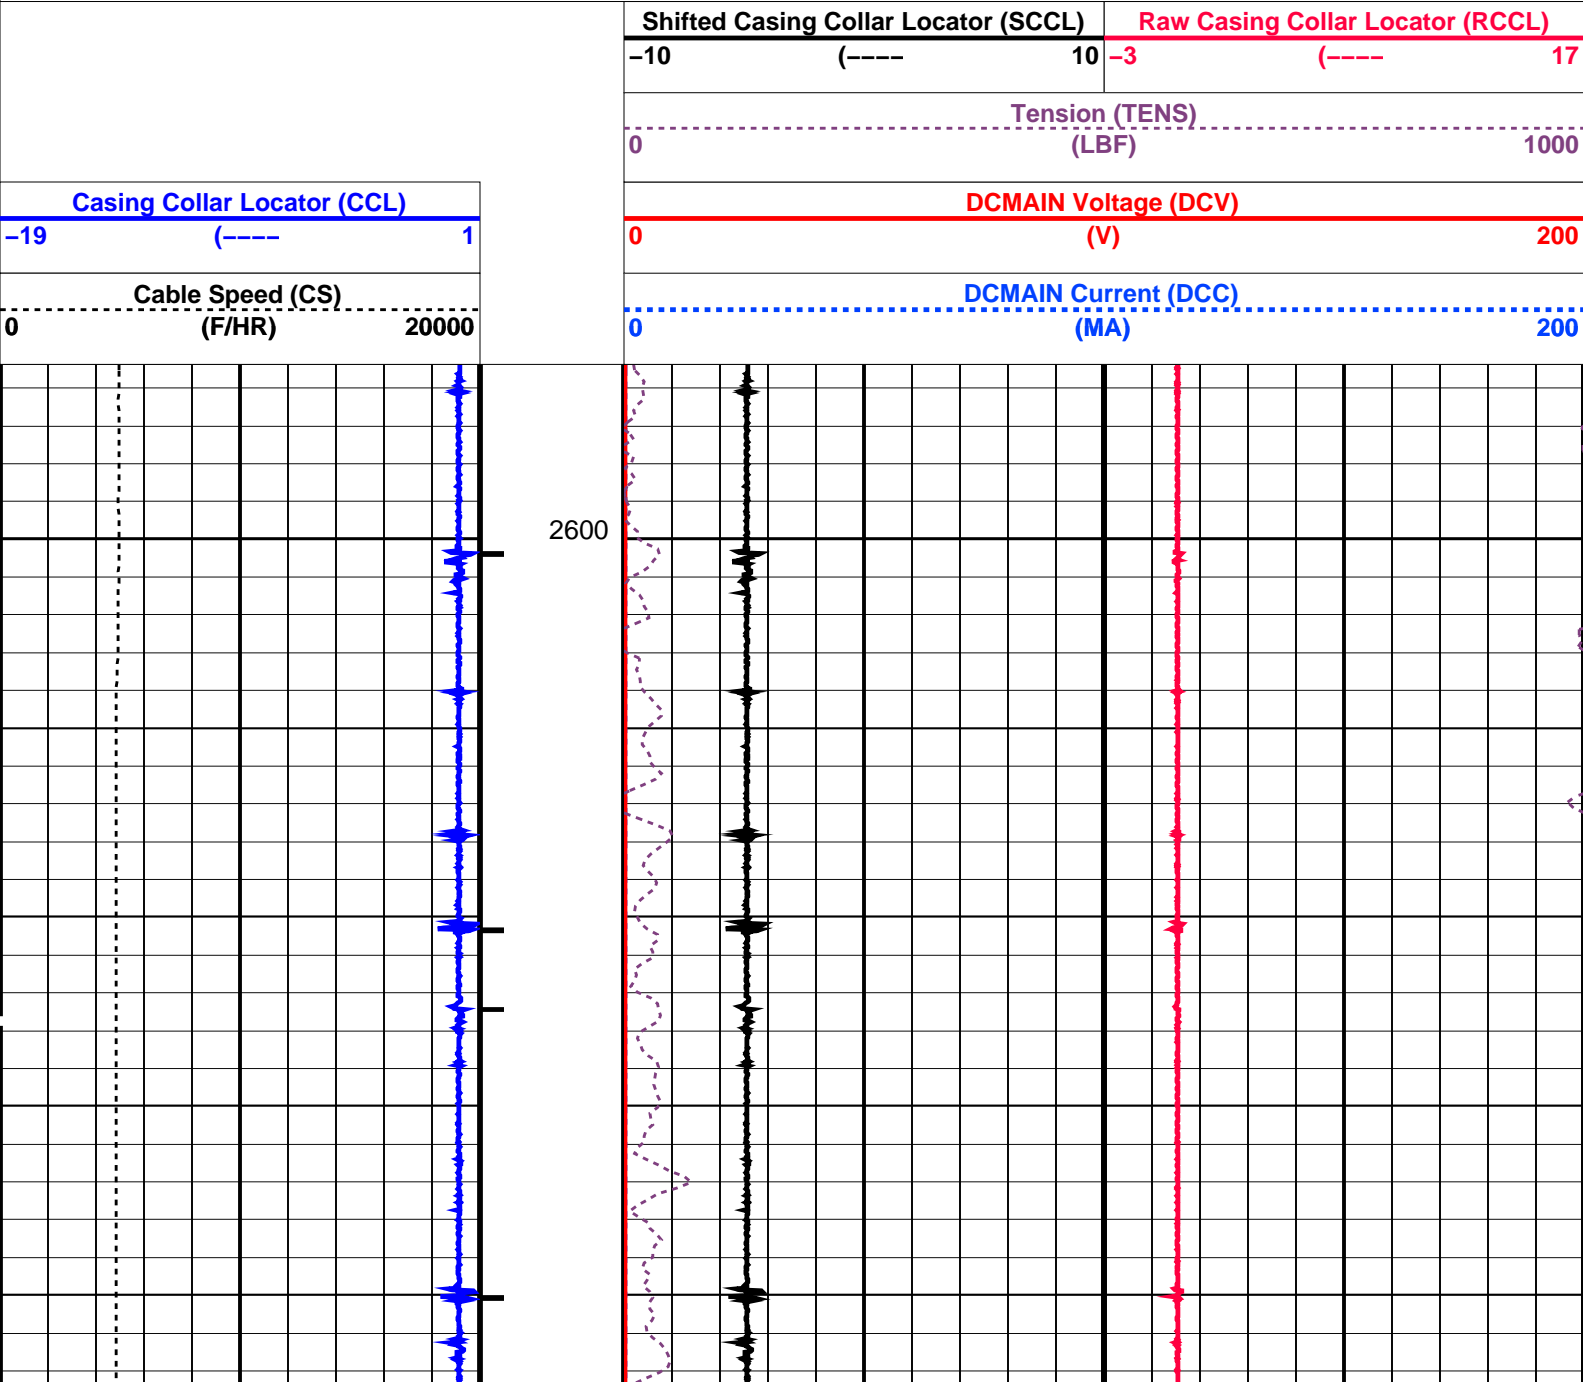 Shifted Casing Collar Locator (SCCL)
−10 (−−−− 10
Raw Casing Collar Locator (RCCL)
−3 (−−−− 17
Tension (TENS)
0 (LBF) 1000
Casing Collar Locator (CCL)
−19 (−−−− 1
DCMAIN Voltage (DCV)
0 (V) 200
Cable Speed (CS)
0 (F/HR) 20000
DCMAIN Current (DCC)
0 (MA) 200
2600